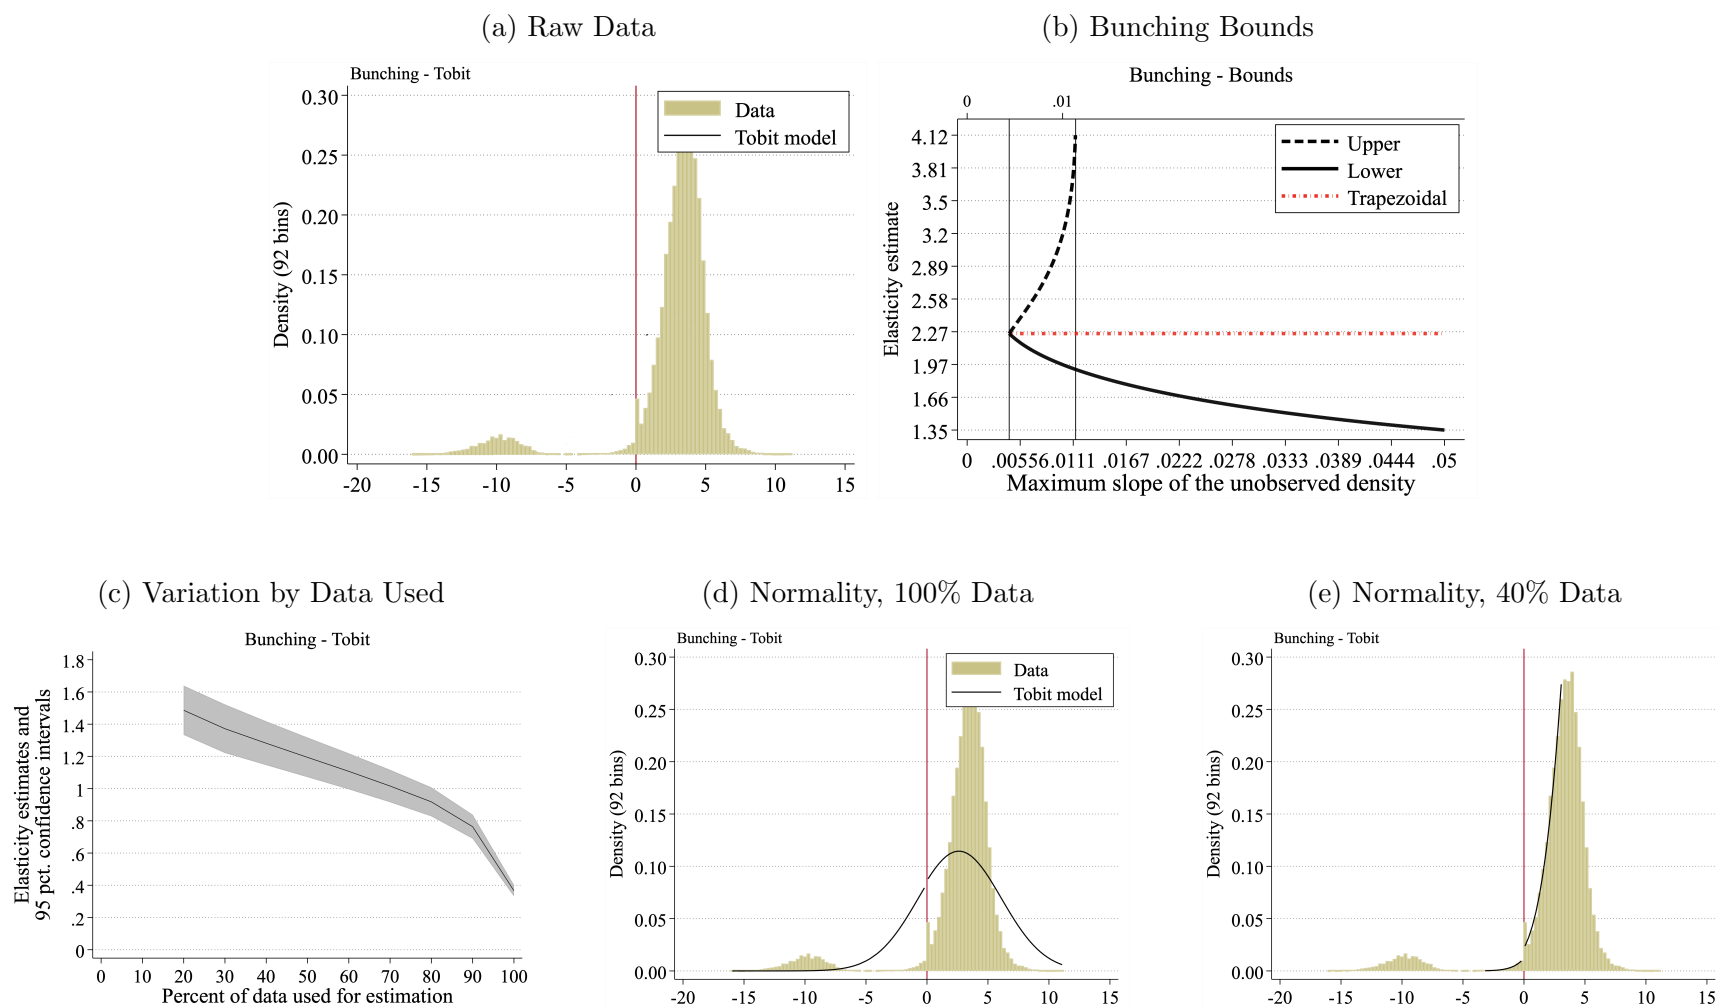 (a) Raw Data
Bunching - Tobit
Data
Tobit model
Density (92 bins)
0.30
0.25
0.20
0.15
0.10
0.05
0.00
-20 -15 -10 -5 0 5 10 15
(b) Bunching Bounds
Bunching - Bounds
0 .01
Upper
Lower
Trapezoidal
Elasticity estimate
4.12
3.81
3.5
3.2
2.89
2.58
2.27
1.97
1.66
1.35
0 .00556 .0111 .0167 .0222 .0278 .0333 .0389 .0444 .05
Maximum slope of the unobserved density
(c) Variation by Data Used
Bunching - Tobit
Elasticity estimates and
95 pct. confidence intervals
1.8
1.6
1.4
1.2
1
.8
.6
.4
.2
0
0 10 20 30 40 50 60 70 80 90 100
Percent of data used for estimation
(d) Normality, 100% Data
Bunching - Tobit
Data
Tobit model
Density (92 bins)
0.30
0.25
0.20
0.15
0.10
0.05
0.00
-20 -15 -10 -5 0 5 10 15
(e) Normality, 40% Data
Bunching - Tobit
Density (92 bins)
0.30
0.25
0.20
0.15
0.10
0.05
0.00
-20 -15 -10 -5 0 5 10 15